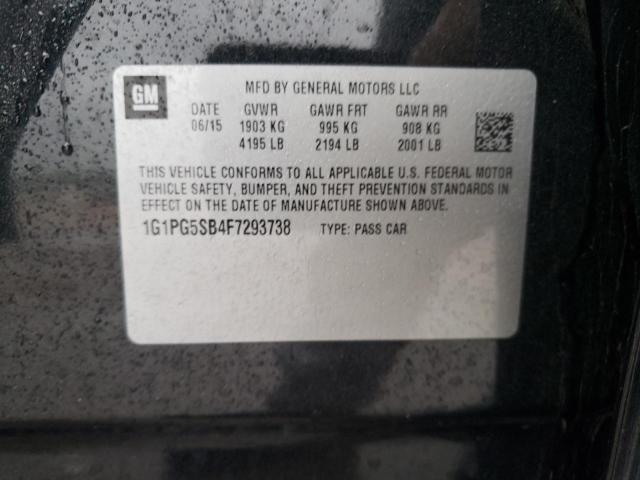 GM
MFD BY GENERAL MOTORS LLC
DATE GVWR GAWR FRT GAWR RR
06/15 1903 KG 995 KG 908 KG
4195 LB 2194 LB 2001 LB
THIS VEHICLE CONFORMS TO ALL APPLICABLE U.S. FEDERAL MOTOR
VEHICLE SAFETY, BUMPER, AND THEFT PREVENTION STANDARDS IN
EFFECT ON THE DATE OF MANUFACTURE SHOWN ABOVE.
1G1PG5SB4F7293738 TYPE: PASS CAR